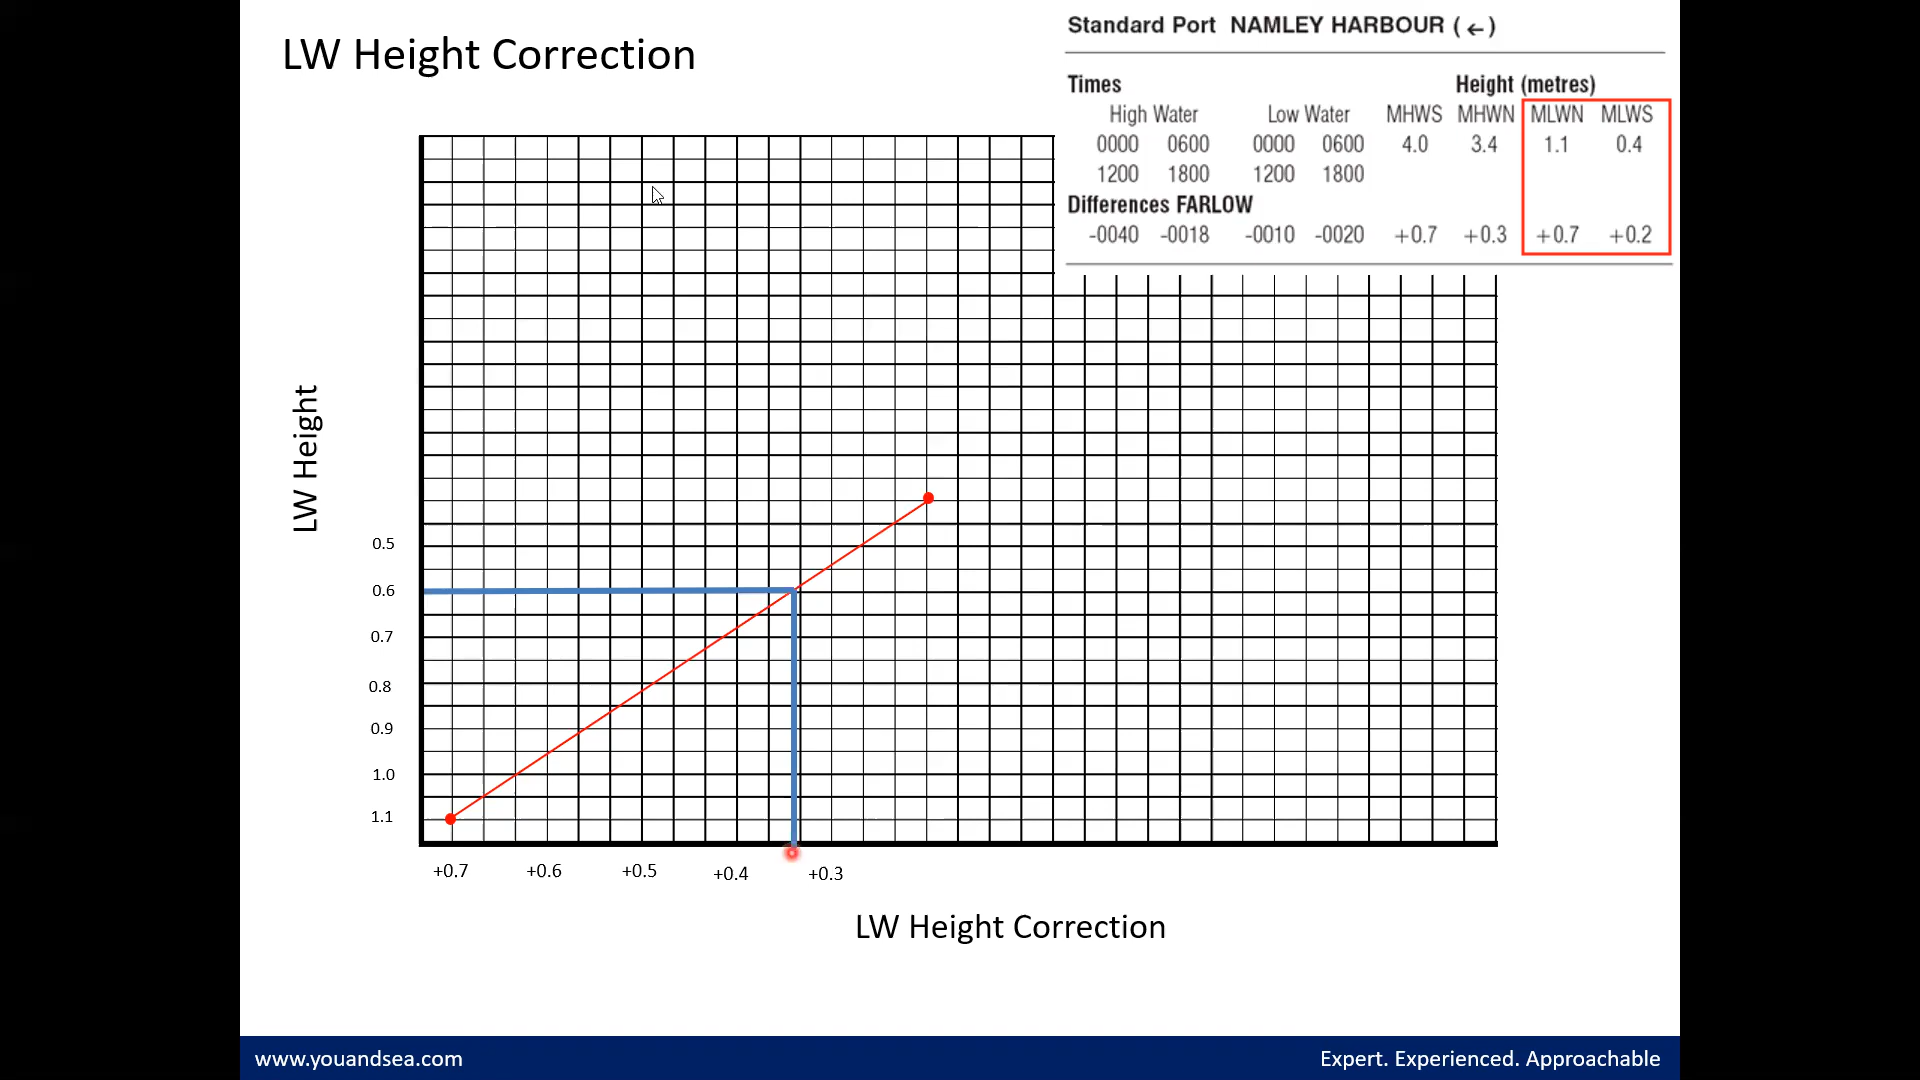 LW Height Correction
Standard Port NAMLEY HARBOUR (←)
Times Height (metres)
High Water Low Water MHWS MHWN MLWN MLWS
0000 0600 0000 0600 4.0 3.4 1.1 0.4
1200 1800 1200 1800
Differences FARLOW
-0040 -0018 -0010 -0020 +0.7 +0.3 +0.7 +0.2
LW Height
0.5
0.6
0.7
0.8
0.9
1.0
1.1
+0.7 +0.6 +0.5 +0.4 +0.3
LW Height Correction
www.youandsea.com Expert. Experienced. Approachable